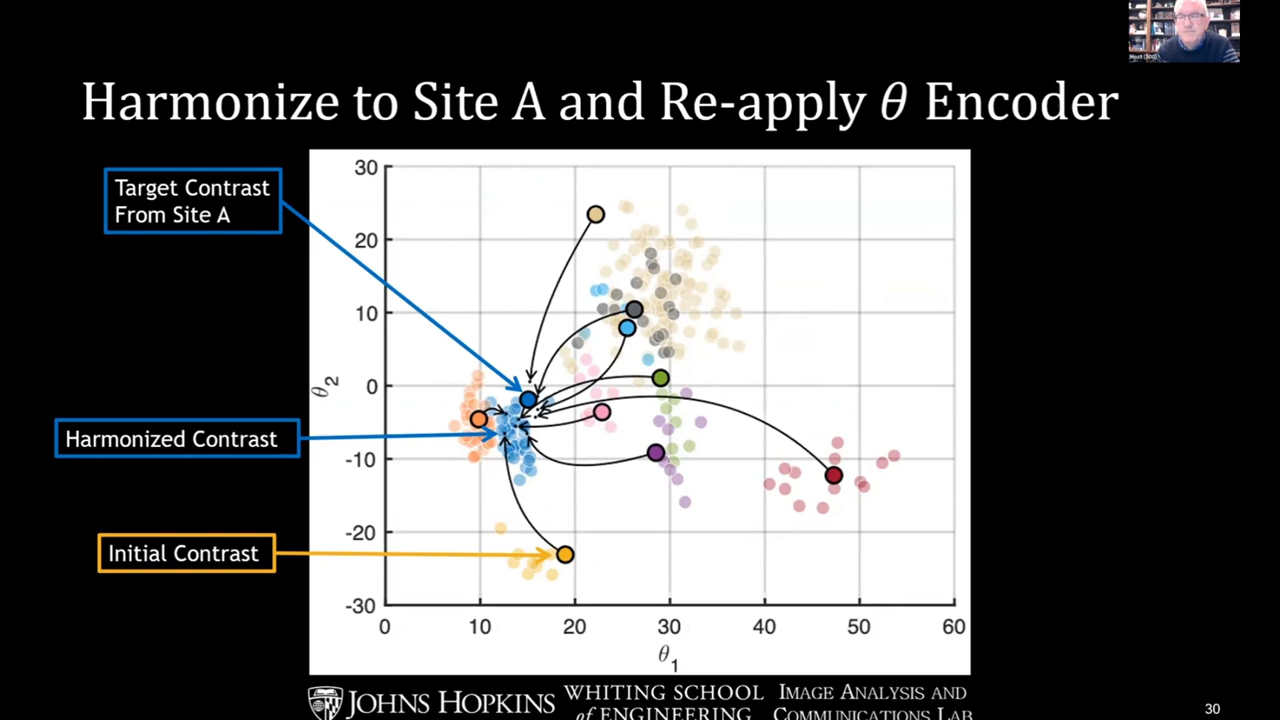 Host (500)
Harmonize to Site A and Re-apply θ Encoder
Target Contrast
From Site A
Harmonized Contrast
Initial Contrast
30
20
10
0
-10
-20
-30
θ2
0 10 20 30 40 50 60
θ1
JOHNS HOPKINS
WHITING SCHOOL
of ENGINEERING
IMAGE ANALYSIS AND
COMMUNICATIONS LAB
30